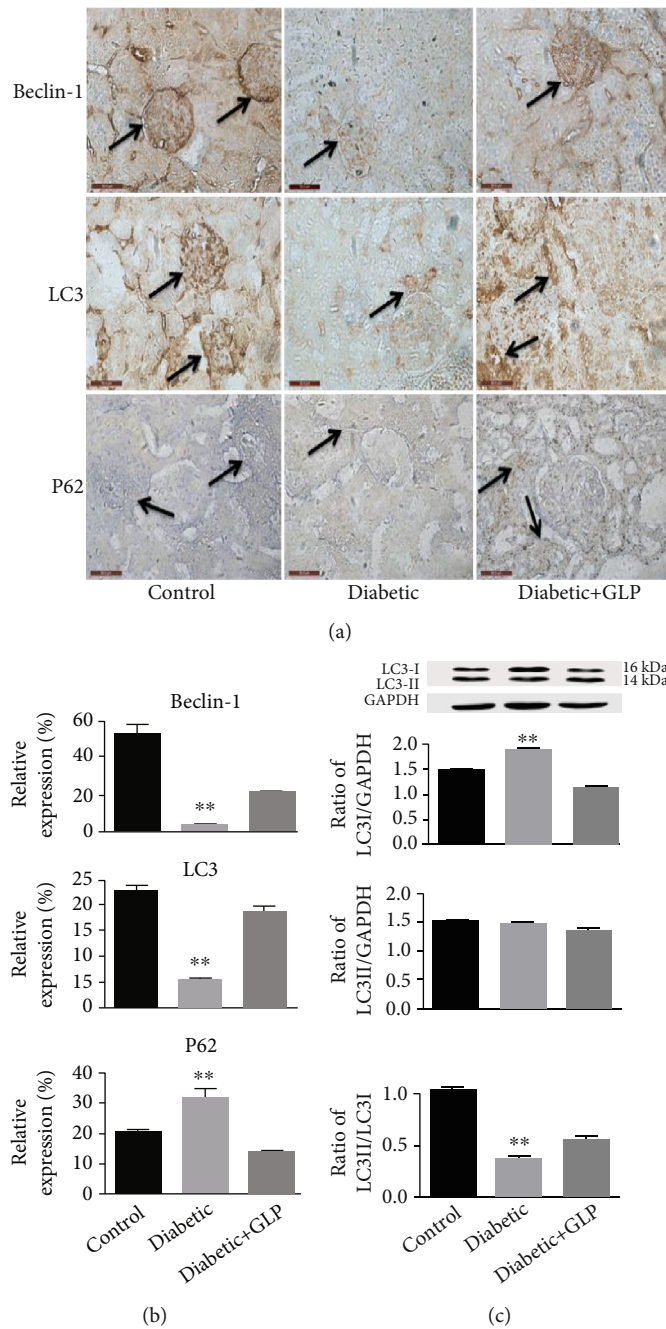 Beclin-1
LC3
P62
Control Diabetic Diabetic+GLP
(a)
Beclin-1
Relative
expression (%)
60
40
20
0
**
LC3
Relative
expression (%)
25
20
15
10
15
0
**
P62
Relative
expression (%)
40
30
20
10
0
**
Control
Diabetic
Diabetic+GLP
(b)
LC3-I
LC3-II
GAPDH
16 kDa
14 kDa
Ratio of
LC3I/GAPDH
2.0
1.5
1.0
0.5
0.0
**
Ratio of
LC3II/GAPDH
1.5
1.5
1.0
0.5
0.0
Ratio of
LC3II/LC3I
1.0
0.5
0.0
**
Control
Diabetic
Diabetic+GLP
(c)